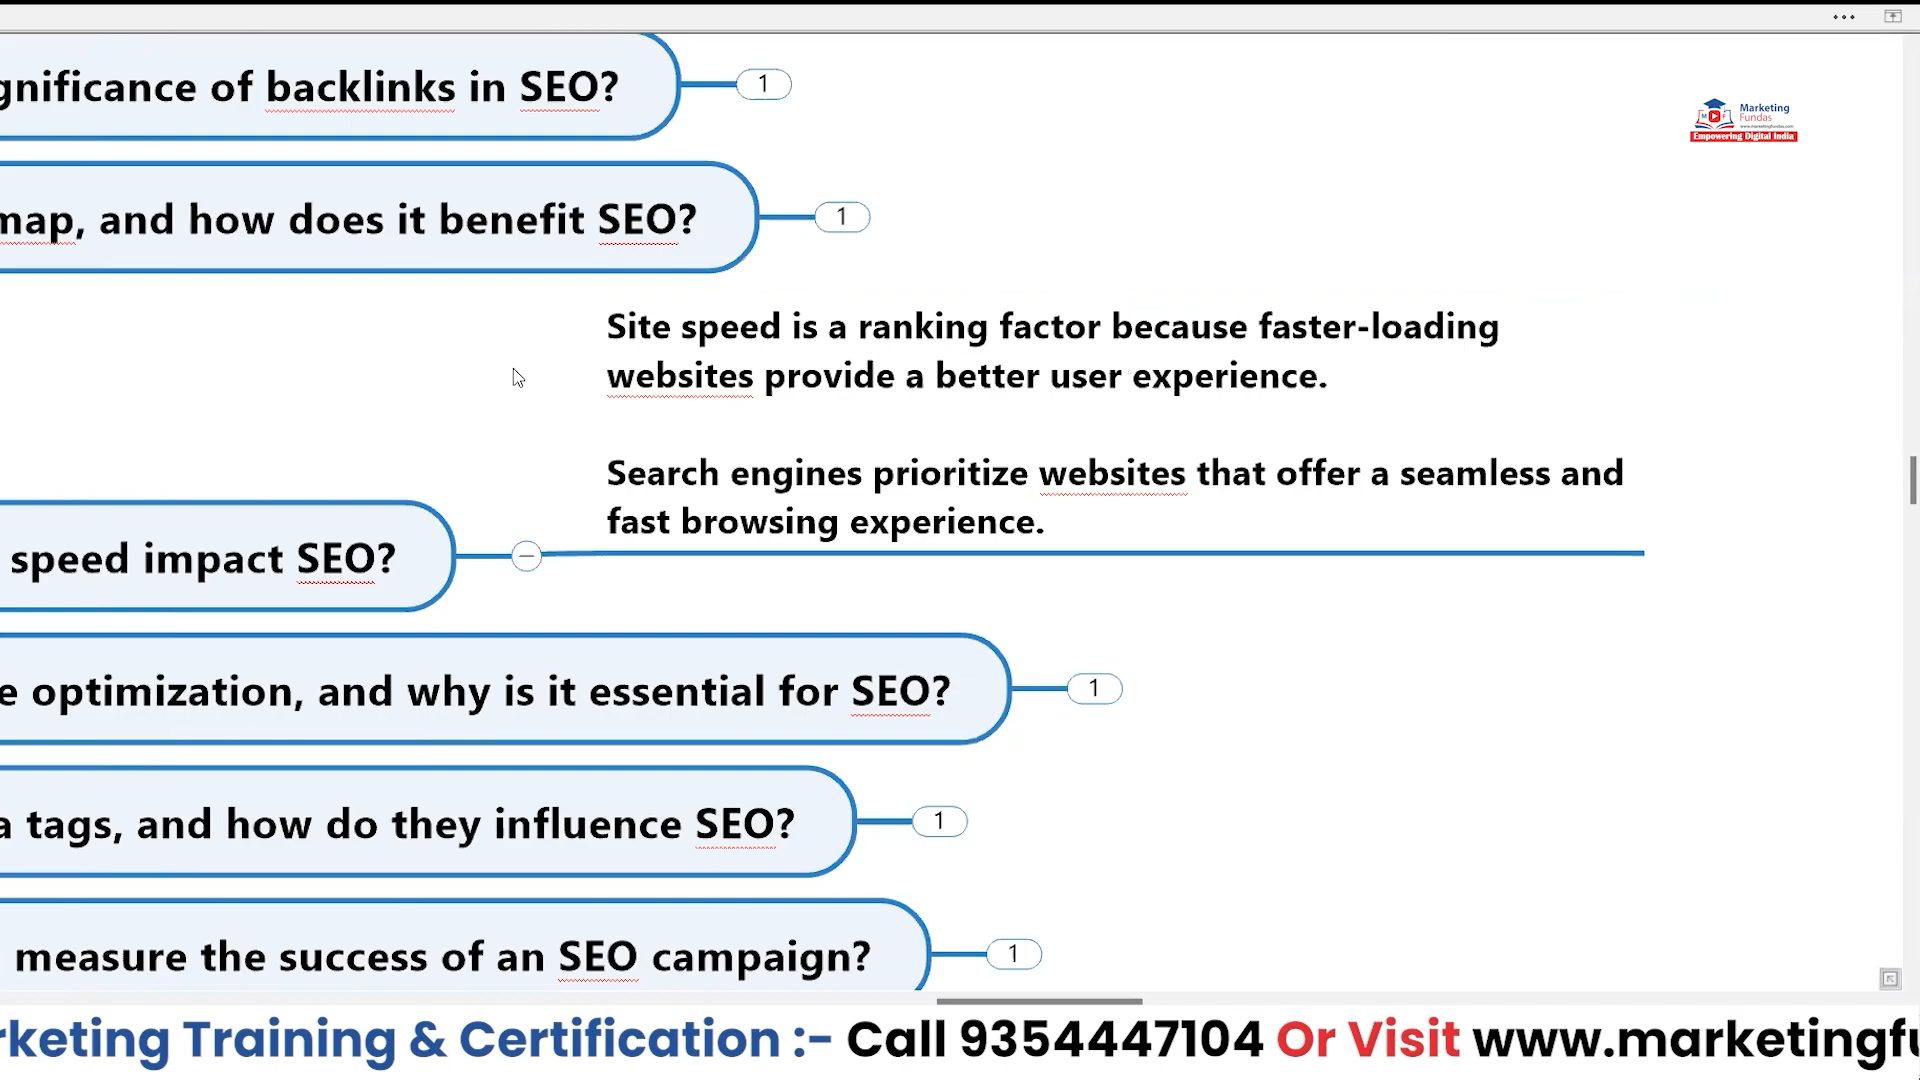 gnificance of backlinks in SEO?
1
Marketing
Fundas
Empowering Digital India
map, and how does it benefit SEO?
1
Site speed is a ranking factor because faster-loading
websites provide a better user experience.
Search engines prioritize websites that offer a seamless and
fast browsing experience.
speed impact SEO?
e optimization, and why is it essential for SEO?
1
a tags, and how do they influence SEO?
1
measure the success of an SEO campaign?
1
rketing Training & Certification :- Call 9354447104 Or Visit www.marketingfu